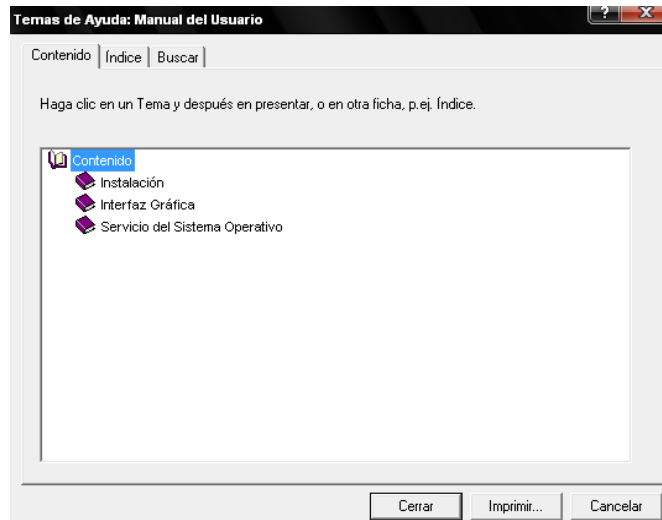 Temas de Ayuda: Manual del Usuario
?
X
Contenido Índice Buscar
Haga clic en un Tema y después en presentar, o en otra ficha, p.ej. Índice.
Contenido
Instalación
Interfaz Gráfica
Servicio del Sistema Operativo
Cerrar Imprimir... Cancelar